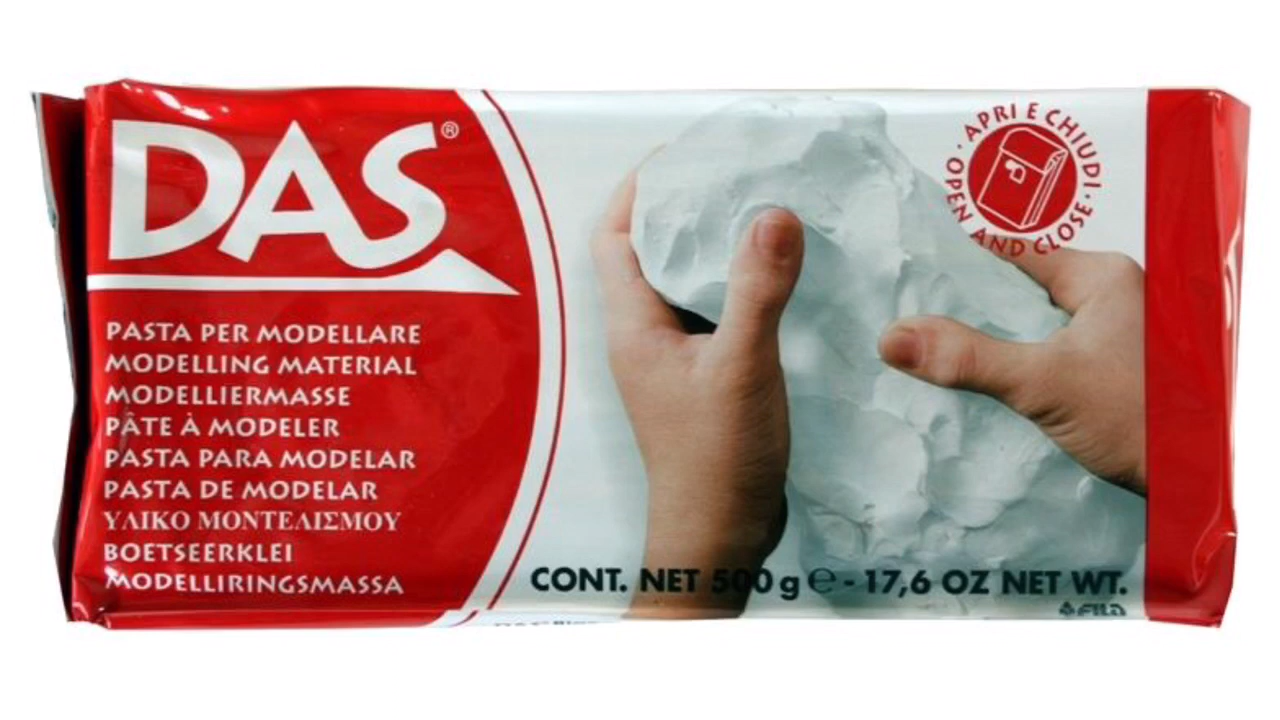 DAS®
PASTA PER MODELLARE
MODELLING MATERIAL
MODELLIERMASSE
PÂTE À MODELER
PASTA PARA MODELAR
PASTA DE MODELAR
ΥΛΙΚΟ ΜΟΝΤΕΛΙΣΜΟΥ
BOETSEERKLEI
MODELLIRINGSMASSA
APRI E CHIUDI ·
OPEN AND CLOSE ·
CONT. NET 500 g ℮ - 17,6 OZ NET WT.
FILA